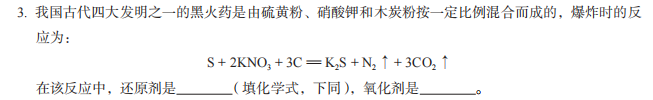 3. 我国古代四大发明之一的黑火药是由硫黄粉、硝酸钾和木炭粉按一定比例混合而成的，爆炸时的反
应为：
S + 2KNO₃ + 3C = K₂S + N₂ ↑ + 3CO₂ ↑
在该反应中，还原剂是______（填化学式，下同），氧化剂是______。